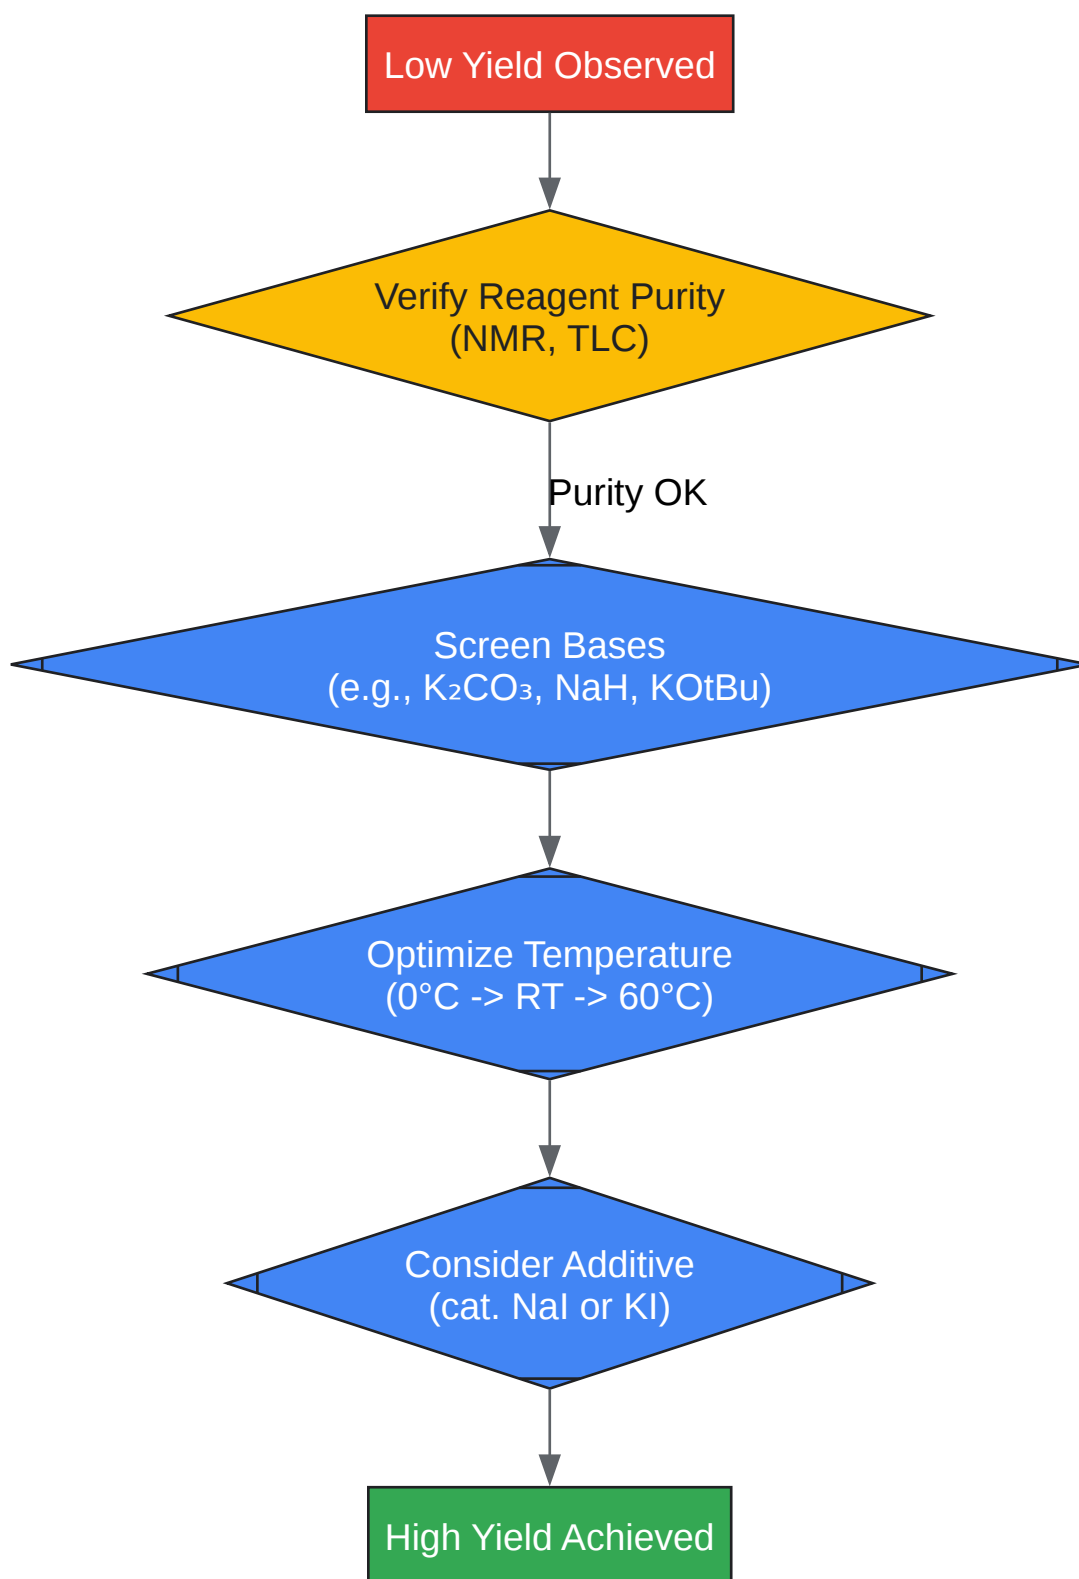 Low Yield Observed
Verify Reagent Purity
(NMR, TLC)
Purity OK
Screen Bases
(e.g., K₂CO₃, NaH, KOtBu)
Optimize Temperature
(0°C -> RT -> 60°C)
Consider Additive
(cat. NaI or KI)
High Yield Achieved